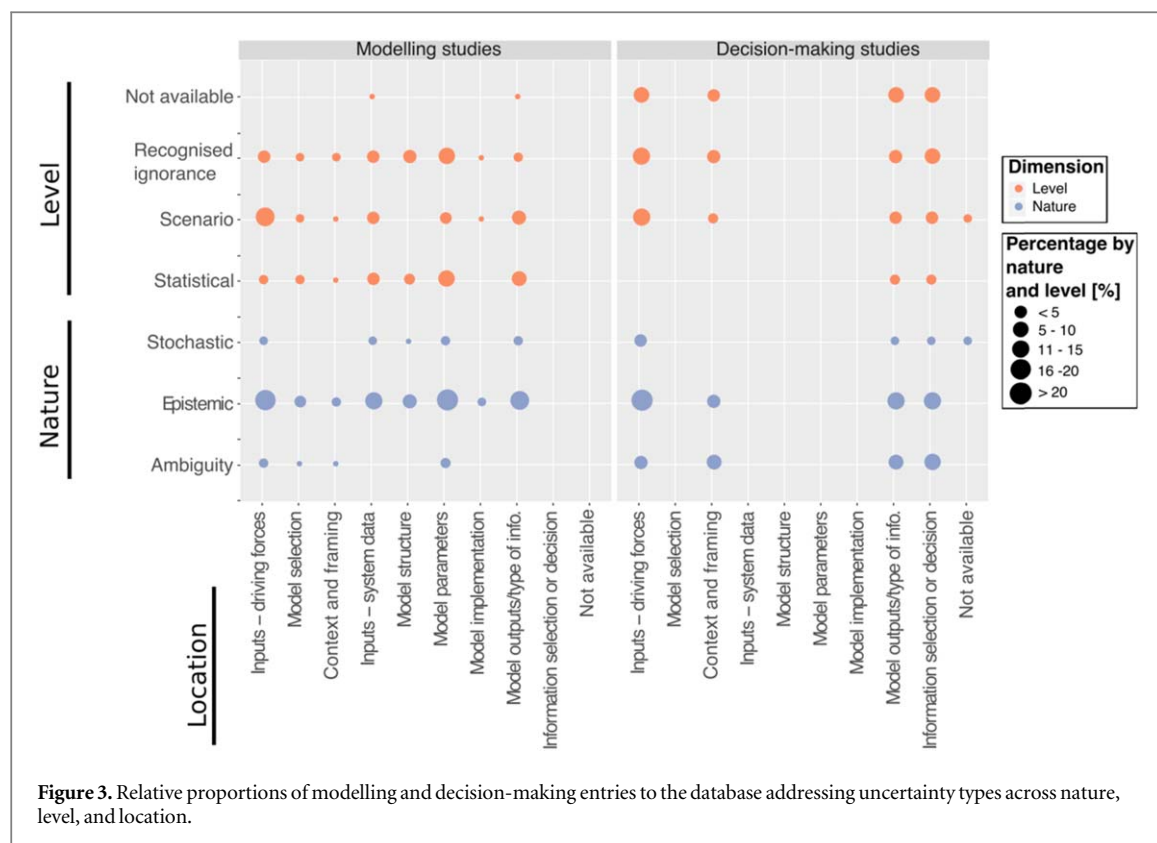 Modelling studies
Decision-making studies
Level
Not available
Recognised
ignorance
Scenario
Statistical
Nature
Stochastic
Epistemic
Ambiguity
Dimension
Level
Nature
Percentage by
nature
and level [%]
< 5
5 - 10
11 - 15
16 -20
> 20
Location
Inputs – driving forces
Model selection
Context and framing
Inputs – system data
Model structure
Model parameters
Model implementation
Model outputs/type of info.
Information selection or decision
Not available
Inputs – driving forces
Model selection
Context and framing
Inputs – system data
Model structure
Model parameters
Model implementation
Model outputs/type of info.
Information selection or decision
Not available
Figure 3. Relative proportions of modelling and decision-making entries to the database addressing uncertainty types across nature,
level, and location.